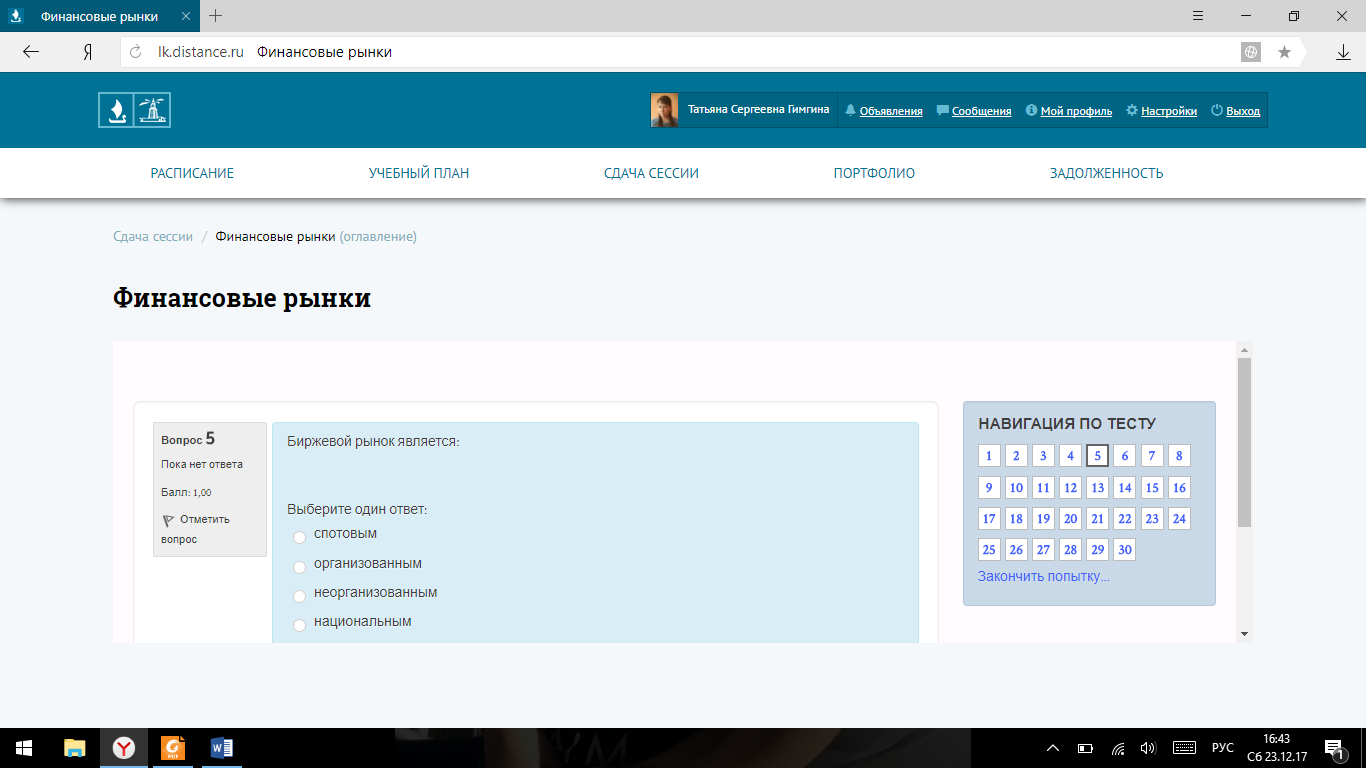 Финансовые рынки
lk.distance.ru Финансовые рынки
Татьяна Сергеевна Гимгина Объявления Сообщения Мой профиль Настройки Выход
РАСПИСАНИЕ УЧЕБНЫЙ ПЛАН СДАЧА СЕССИИ ПОРТФОЛИО ЗАДОЛЖЕННОСТЬ
Сдача сессии / Финансовые рынки (оглавление)
Финансовые рынки
Вопрос 5
Пока нет ответа
Балл: 1,00
Отметить
вопрос
Биржевой рынок является:
Выберите один ответ:
спотовым
организованным
неорганизованным
национальным
НАВИГАЦИЯ ПО ТЕСТУ
1 2 3 4 5 6 7 8
9 10 11 12 13 14 15 16
17 18 19 20 21 22 23 24
25 26 27 28 29 30
Закончить попытку...
РУС
16:43
Сб 23.12.17
1